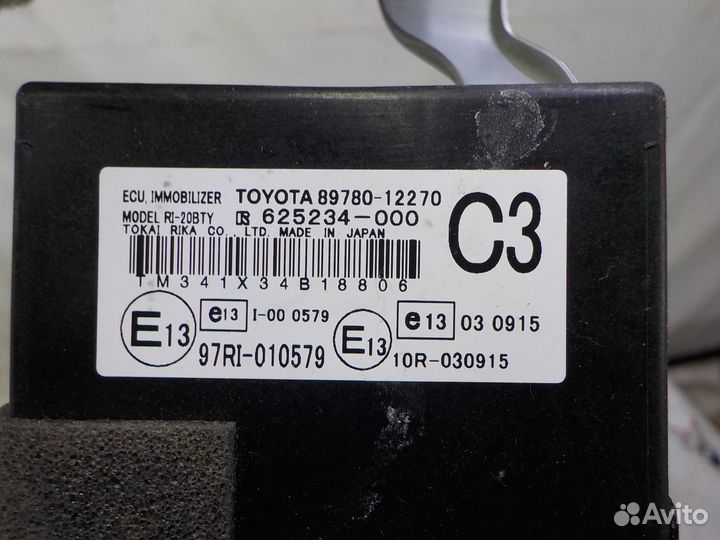 ECU, IMMOBILIZER TOYOTA 89780-12270
MODEL RI-20BTY R 625234-000
TOKAI RIKA CO., LTD. MADE IN JAPAN
C3
TM341X34B18806
E13
e13 I-00 0579
97RI-010579
E13
e13 03 0915
10R-030915
Avito